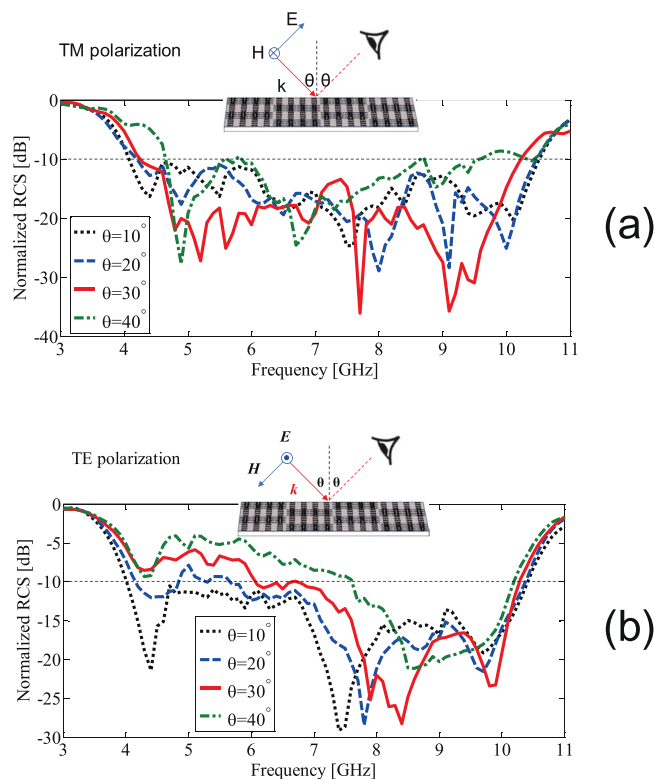 TM polarization
E
H
k
θ θ
0
-10
-20
-30
-40
Normalized RCS [dB]
θ=10°
θ=20°
θ=30°
θ=40°
3 4 5 6 7 8 9 10 11
Frequency [GHz]
(a)
TE polarization
E
H
k
θ θ
0
-5
-10
-15
-20
-25
-30
Normalized RCS [dB]
θ=10°
θ=20°
θ=30°
θ=40°
3 4 5 6 7 8 9 10 11
Frequency [GHz]
(b)